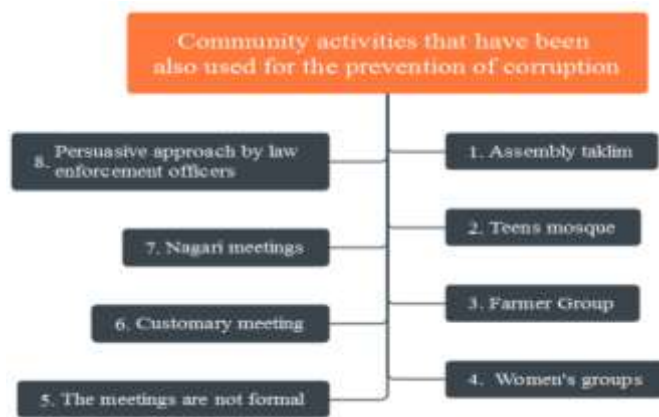 Community activities that have been
also used for the prevention of corruption
1. Assembly taklim
2. Teens mosque
3. Farmer Group
4. Women's groups
5. The meetings are not formal
6. Customary meeting
7. Nagari meetings
8. Persuasive approach by law
enforcement officers